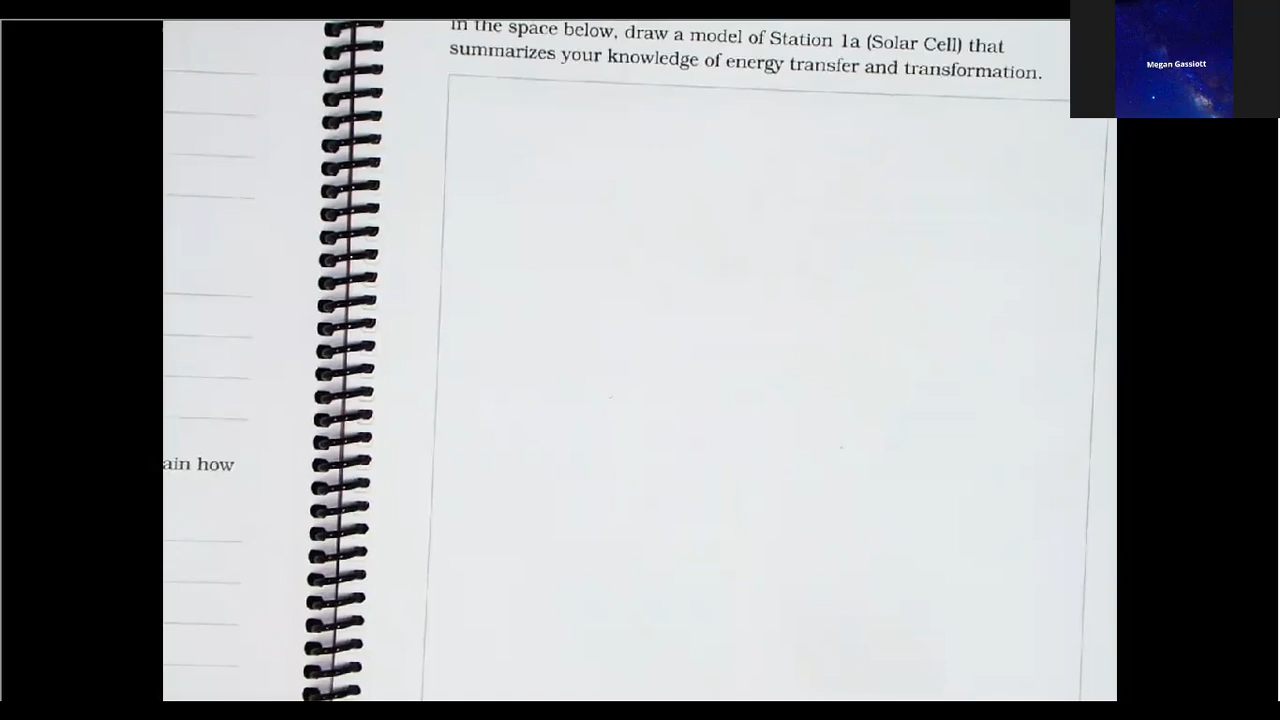 In the space below, draw a model of Station 1a (Solar Cell) that
summarizes your knowledge of energy transfer and transformation.
Megan Gassiott
ain how